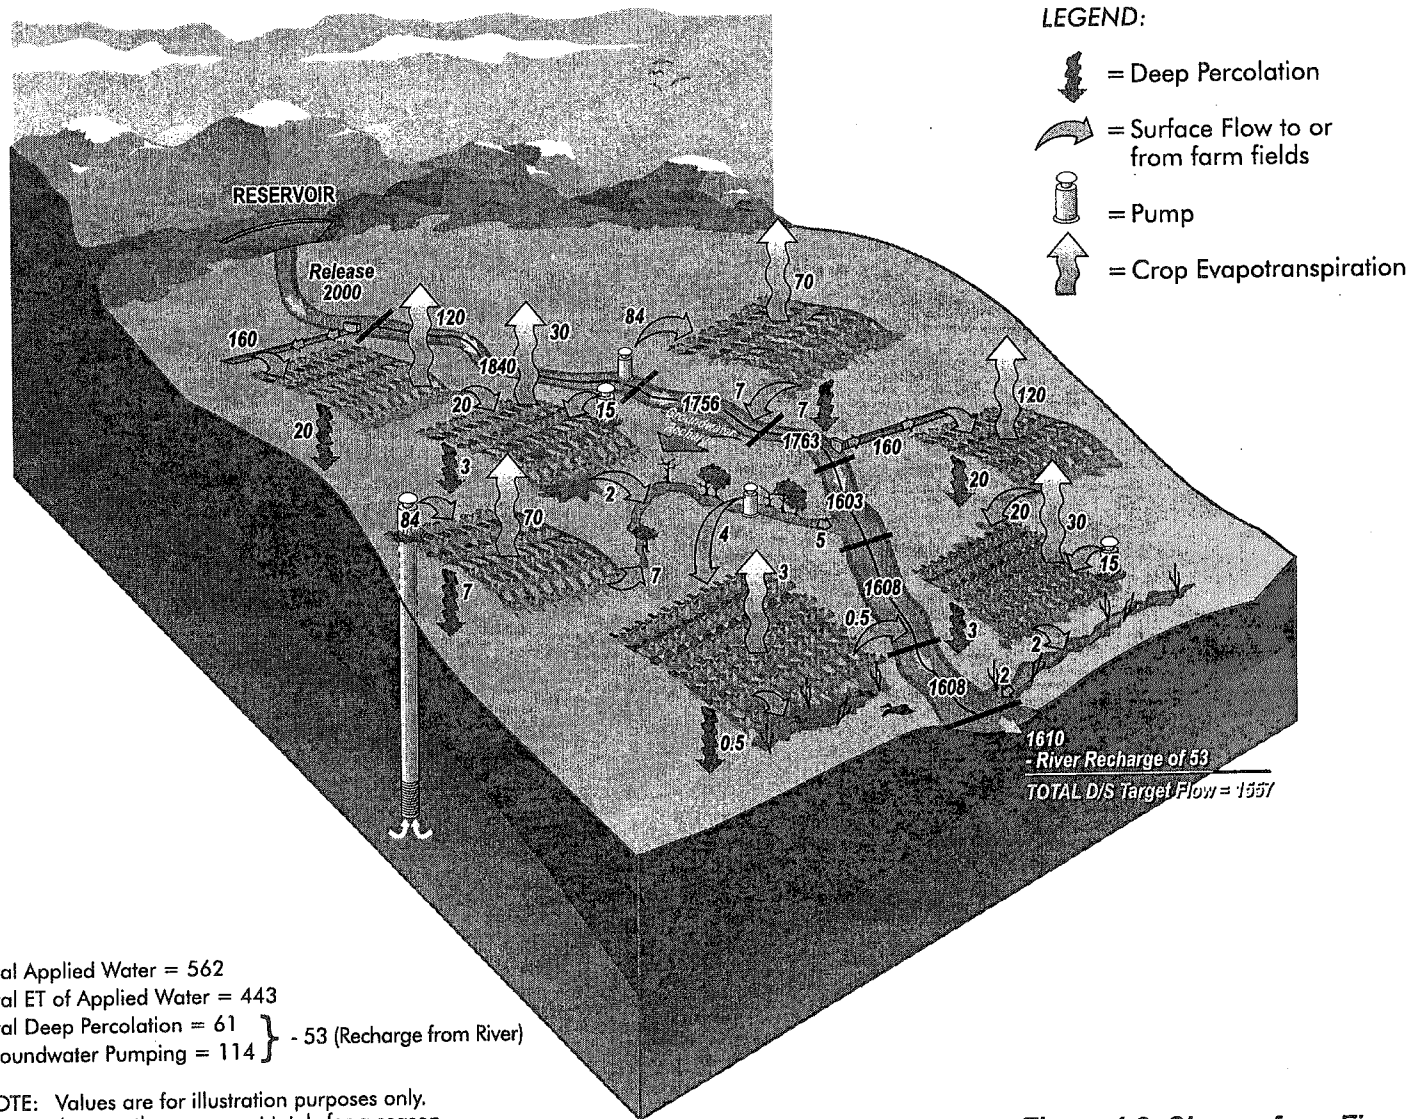 LEGEND:
= Deep Percolation
= Surface Flow to or
from farm fields
= Pump
= Crop Evapotranspiration
RESERVOIR
Release
2000
160
120
30
84
70
1840
20
15
1756
7
7
1763
Groundwater
Recharge
160
120
20
3
2
1603
20
20
30
84
70
4
5
15
7
7
3
1608
0.5
3
2
2
1608
0.5
1610
- River Recharge of 53
TOTAL D/S Target Flow = 1557
al Applied Water = 562
al ET of Applied Water = 443
al Deep Percolation = 61
oundwater Pumping = 114
- 53 (Recharge from River)
OTE: Values are for illustration purposes only.